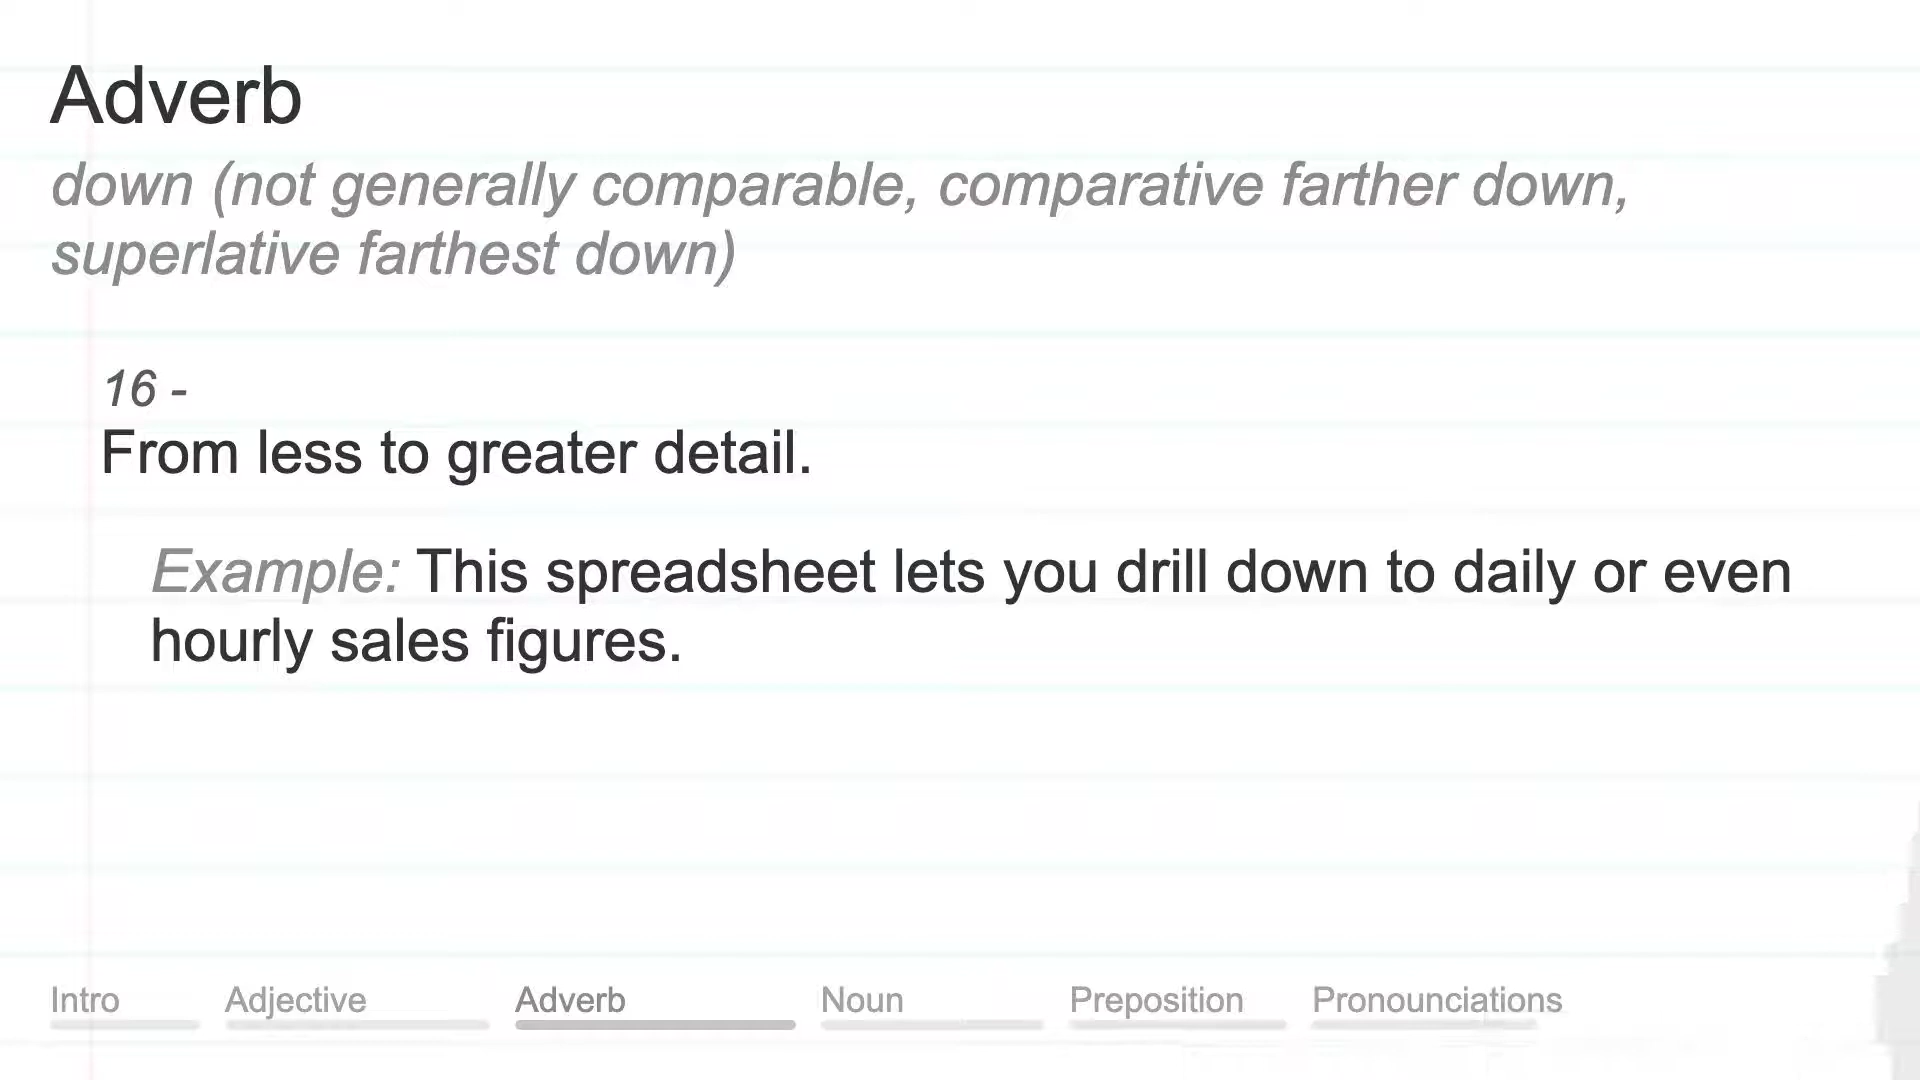 Adverb
down (not generally comparable, comparative farther down,
superlative farthest down)
16 -
From less to greater detail.
Example: This spreadsheet lets you drill down to daily or even
hourly sales figures.
Intro Adjective Adverb Noun Preposition Pronounciations